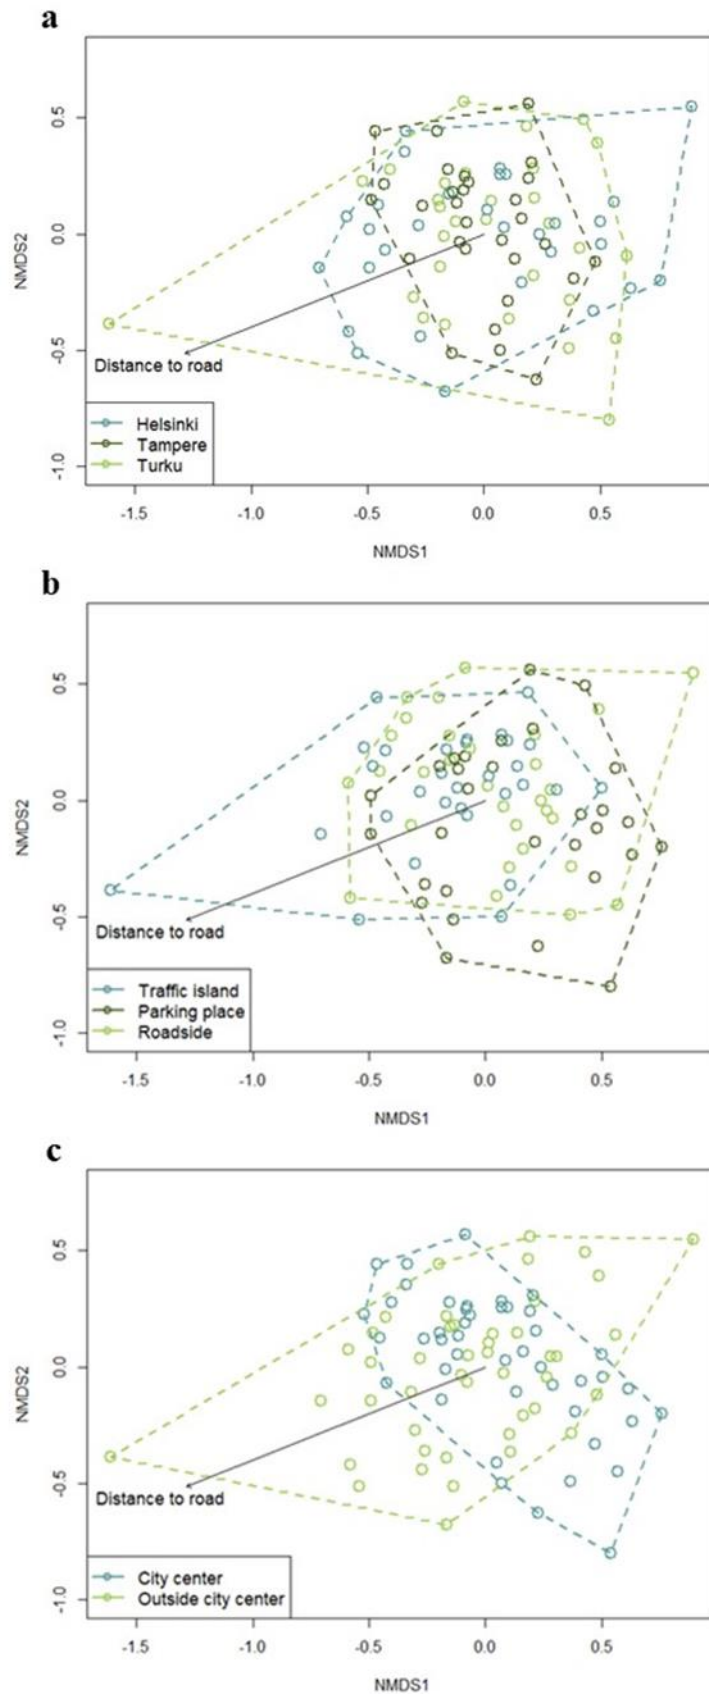 a
0.5
0.0
-0.5
-1.0
NMDS2
Distance to road
Helsinki
Tampere
Turku
-1.5 -1.0 -0.5 0.0 0.5
NMDS1
b
0.5
0.0
-0.5
-1.0
NMDS2
Distance to road
Traffic island
Parking place
Roadside
-1.5 -1.0 -0.5 0.0 0.5
NMDS1
c
0.5
0.0
-0.5
-1.0
NMDS2
Distance to road
City center
Outside city center
-1.5 -1.0 -0.5 0.0 0.5
NMDS1